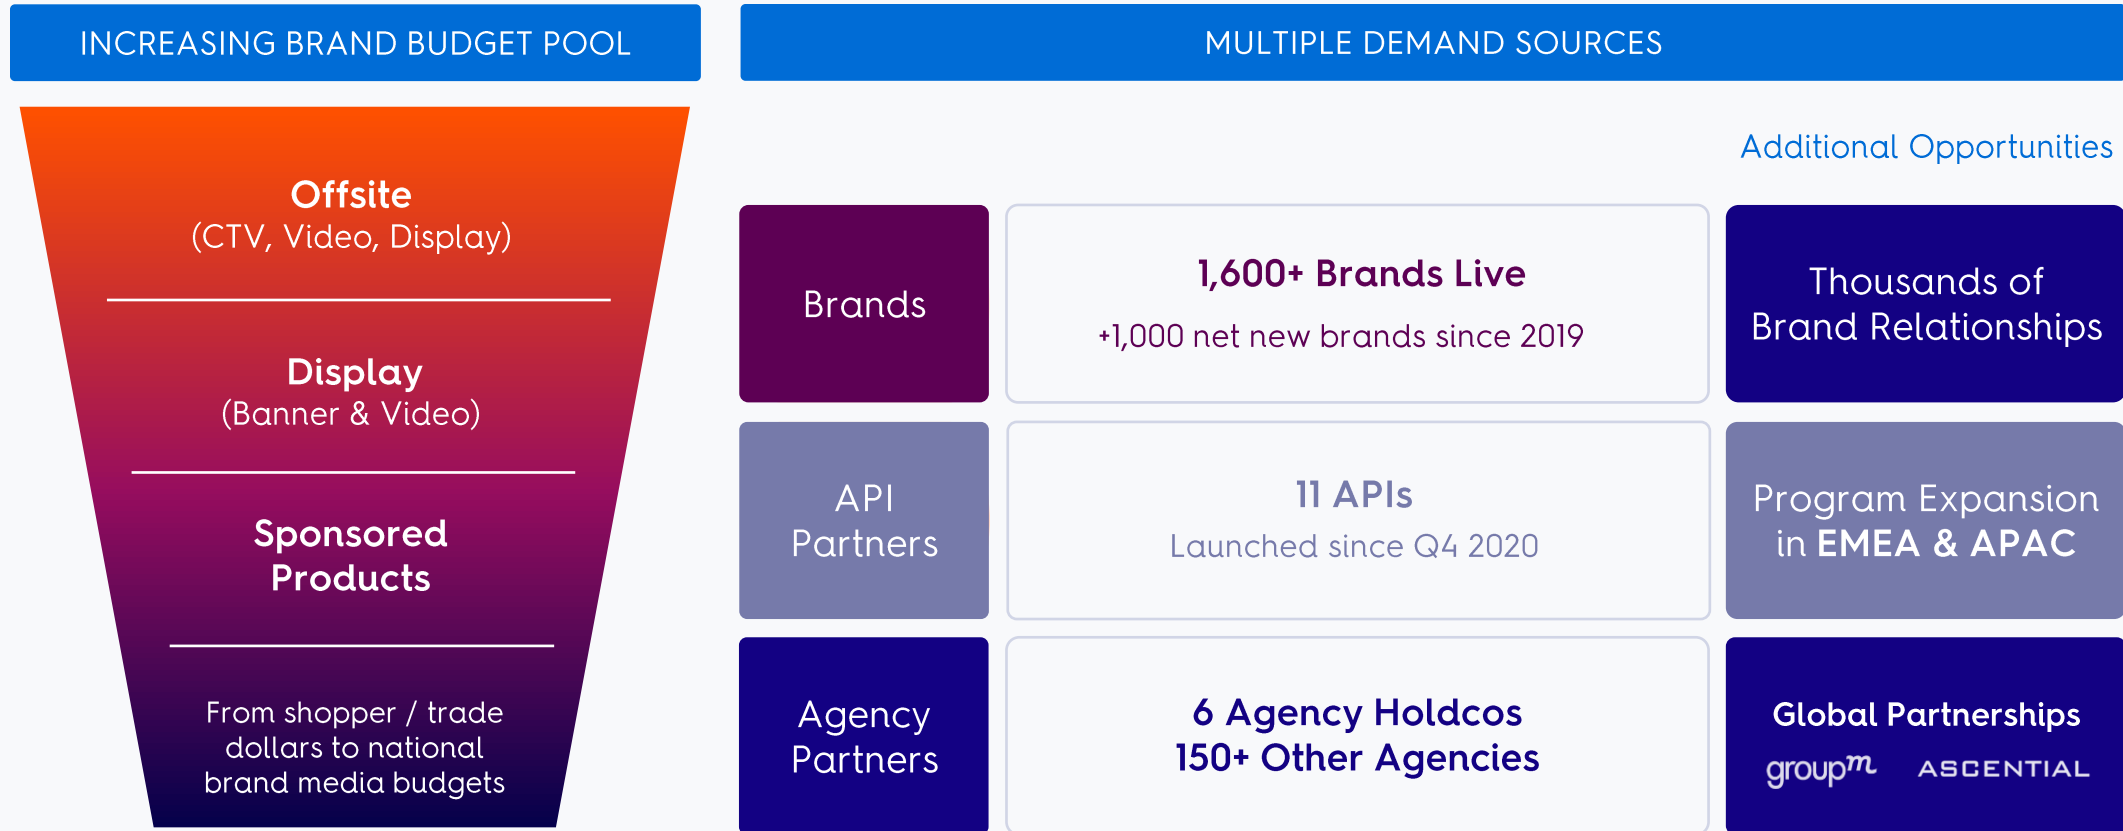 INCREASING BRAND BUDGET POOL
Offsite
(CTV, Video, Display)
Display
(Banner & Video)
Sponsored
Products
From shopper / trade
dollars to national
brand media budgets
MULTIPLE DEMAND SOURCES
Additional Opportunities
Brands
1,600+ Brands Live
+1,000 net new brands since 2019
Thousands of
Brand Relationships
API
Partners
11 APIs
Launched since Q4 2020
Program Expansion
in EMEA & APAC
Agency
Partners
6 Agency Holdcos
150+ Other Agencies
Global Partnerships
groupm ASCENTIAL